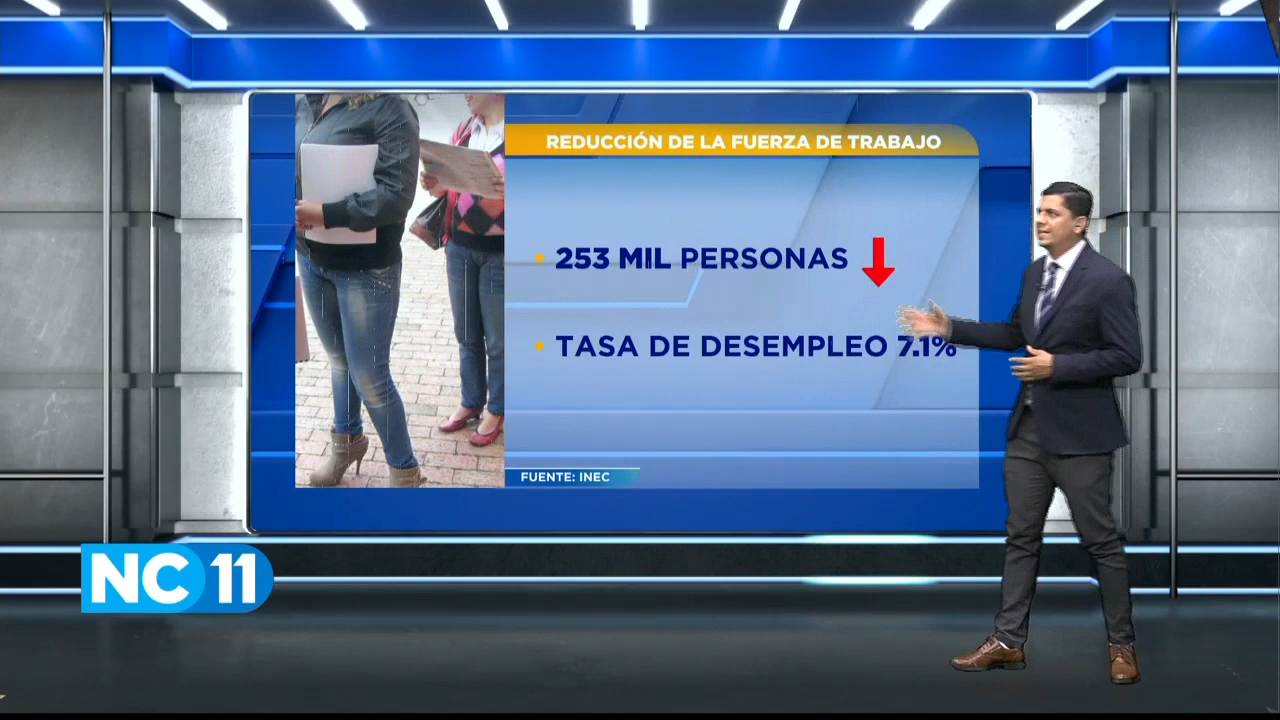 REDUCCIÓN DE LA FUERZA DE TRABAJO
• 253 MIL PERSONAS
• TASA DE DESEMPLEO 7.1%
FUENTE: INEC
NC 11